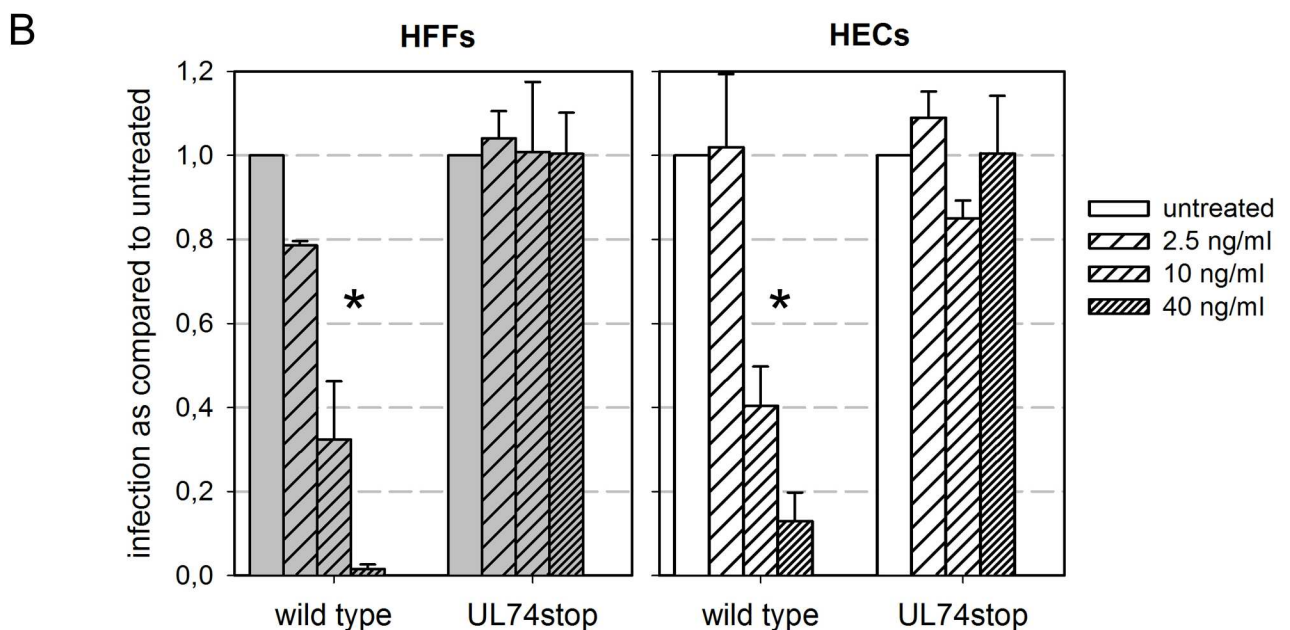 B
HFFs
HECs
infection as compared to untreated
1,2
1,0
0,8
0,6
0,4
0,2
0,0
*
*
wild type
UL74stop
wild type
UL74stop
untreated
2.5 ng/ml
10 ng/ml
40 ng/ml